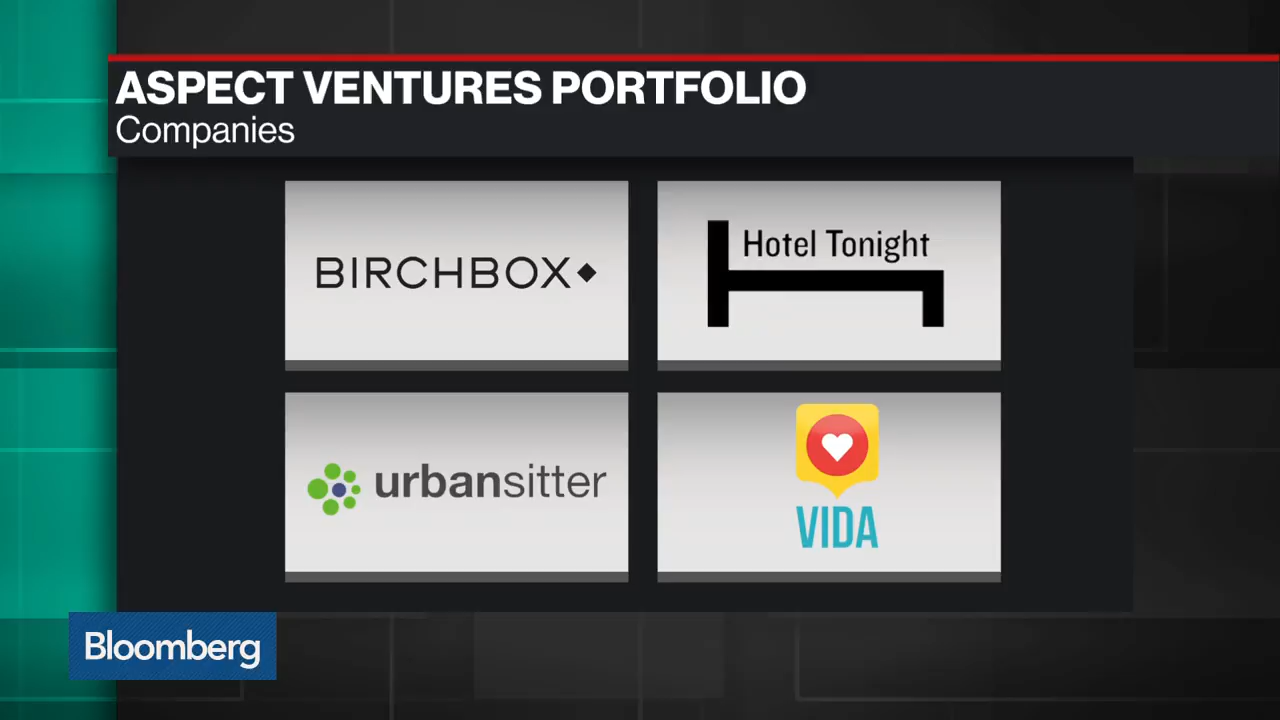 ASPECT VENTURES PORTFOLIO
Companies
BIRCHBOX
Hotel Tonight
urbansitter
VIDA
Bloomberg